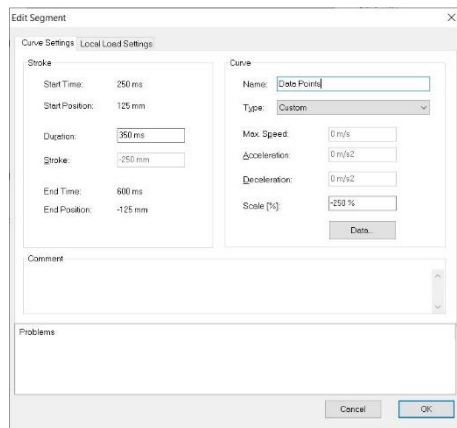 Edit Segment
Curve Settings Local Load Settings
Stroke
Start Time: 250 ms
Start Position: 125 mm
Duration: 350 ms
Stroke: -250 mm
End Time: 600 ms
End Position: -125 mm
Curve
Name: Data Points
Type: Custom
Max. Speed: 0 m/s
Acceleration: 0 m/s2
Deceleration: 0 m/s2
Scale [%]: -250 %
Data...
Comment
Problems
Cancel OK